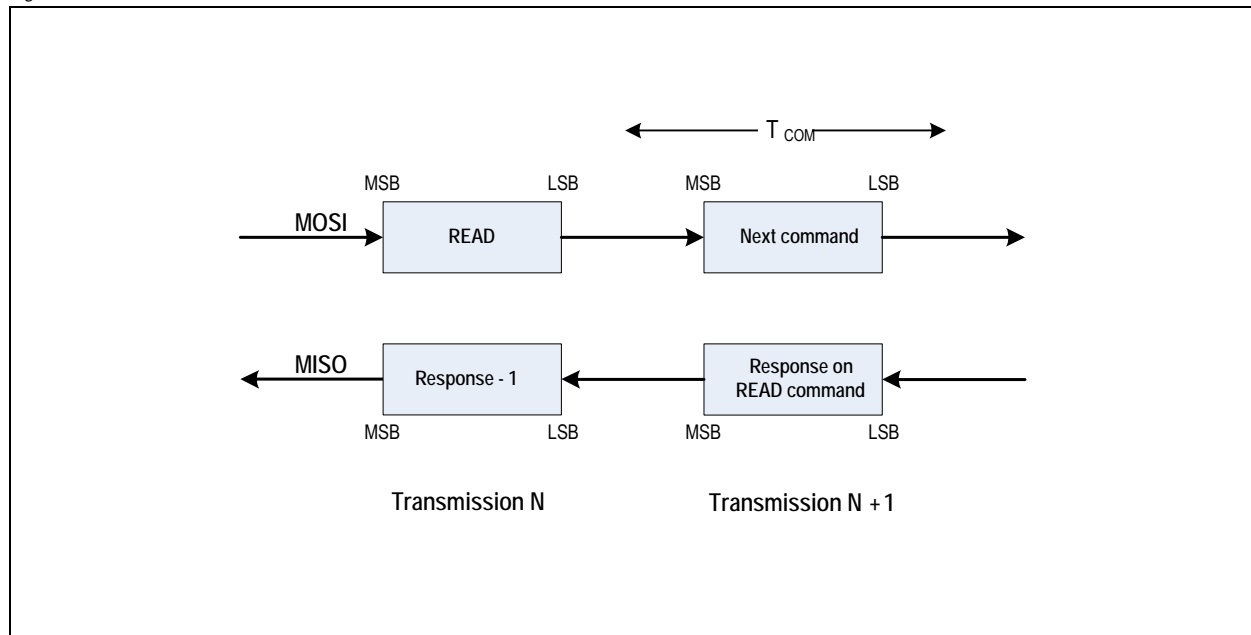 T COM
MSB LSB MSB LSB
MOSI READ Next command
MISO Response - 1 Response on
READ command
MSB LSB MSB LSB
Transmission N Transmission N +1